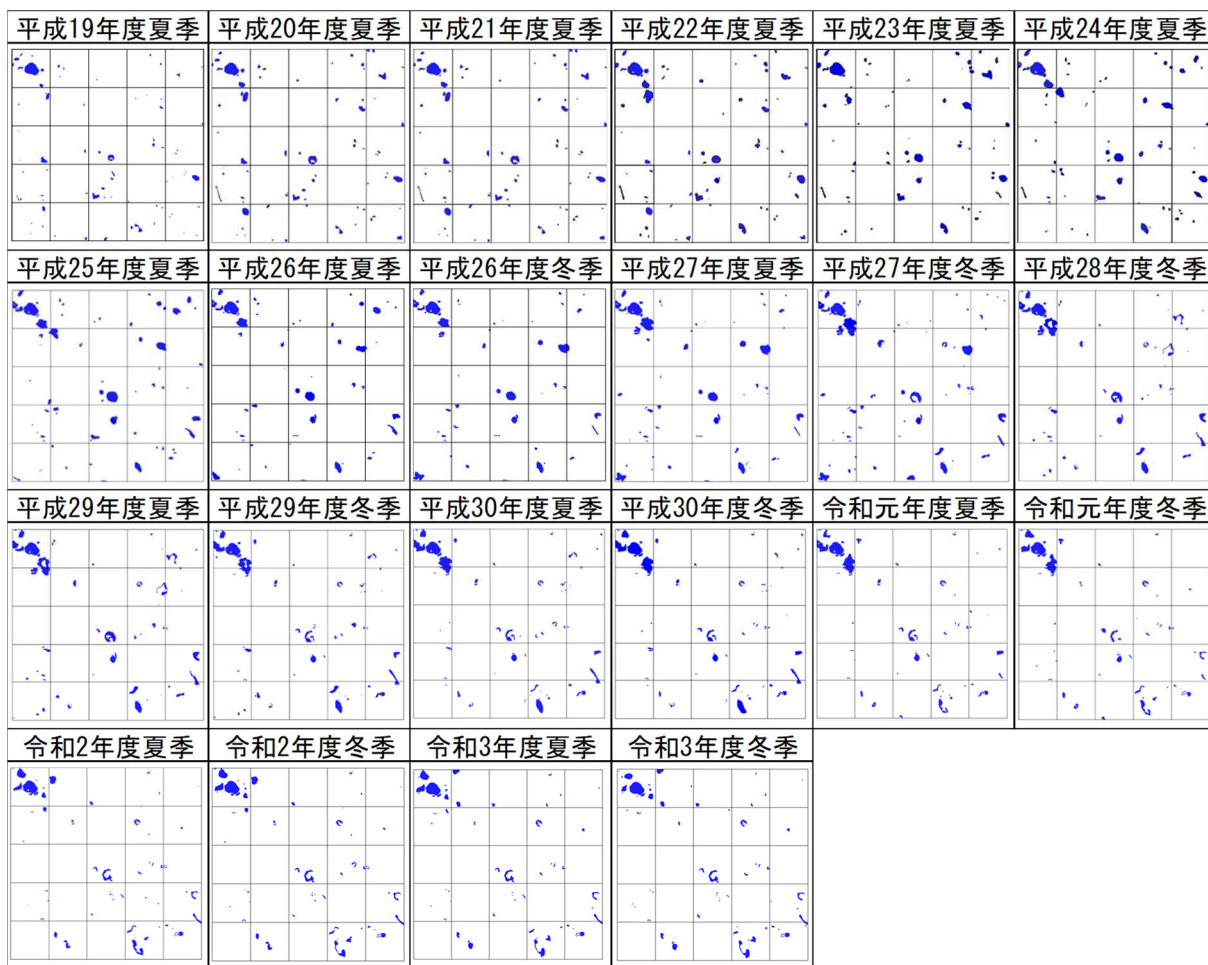 平成19年度夏季
平成20年度夏季
平成21年度夏季
平成22年度夏季
平成23年度夏季
平成24年度夏季
平成25年度夏季
平成26年度夏季
平成26年度冬季
平成27年度夏季
平成27年度冬季
平成28年度冬季
平成29年度夏季
平成29年度冬季
平成30年度夏季
平成30年度冬季
令和元年度夏季
令和元年度冬季
令和2年度夏季
令和2年度冬季
令和3年度夏季
令和3年度冬季